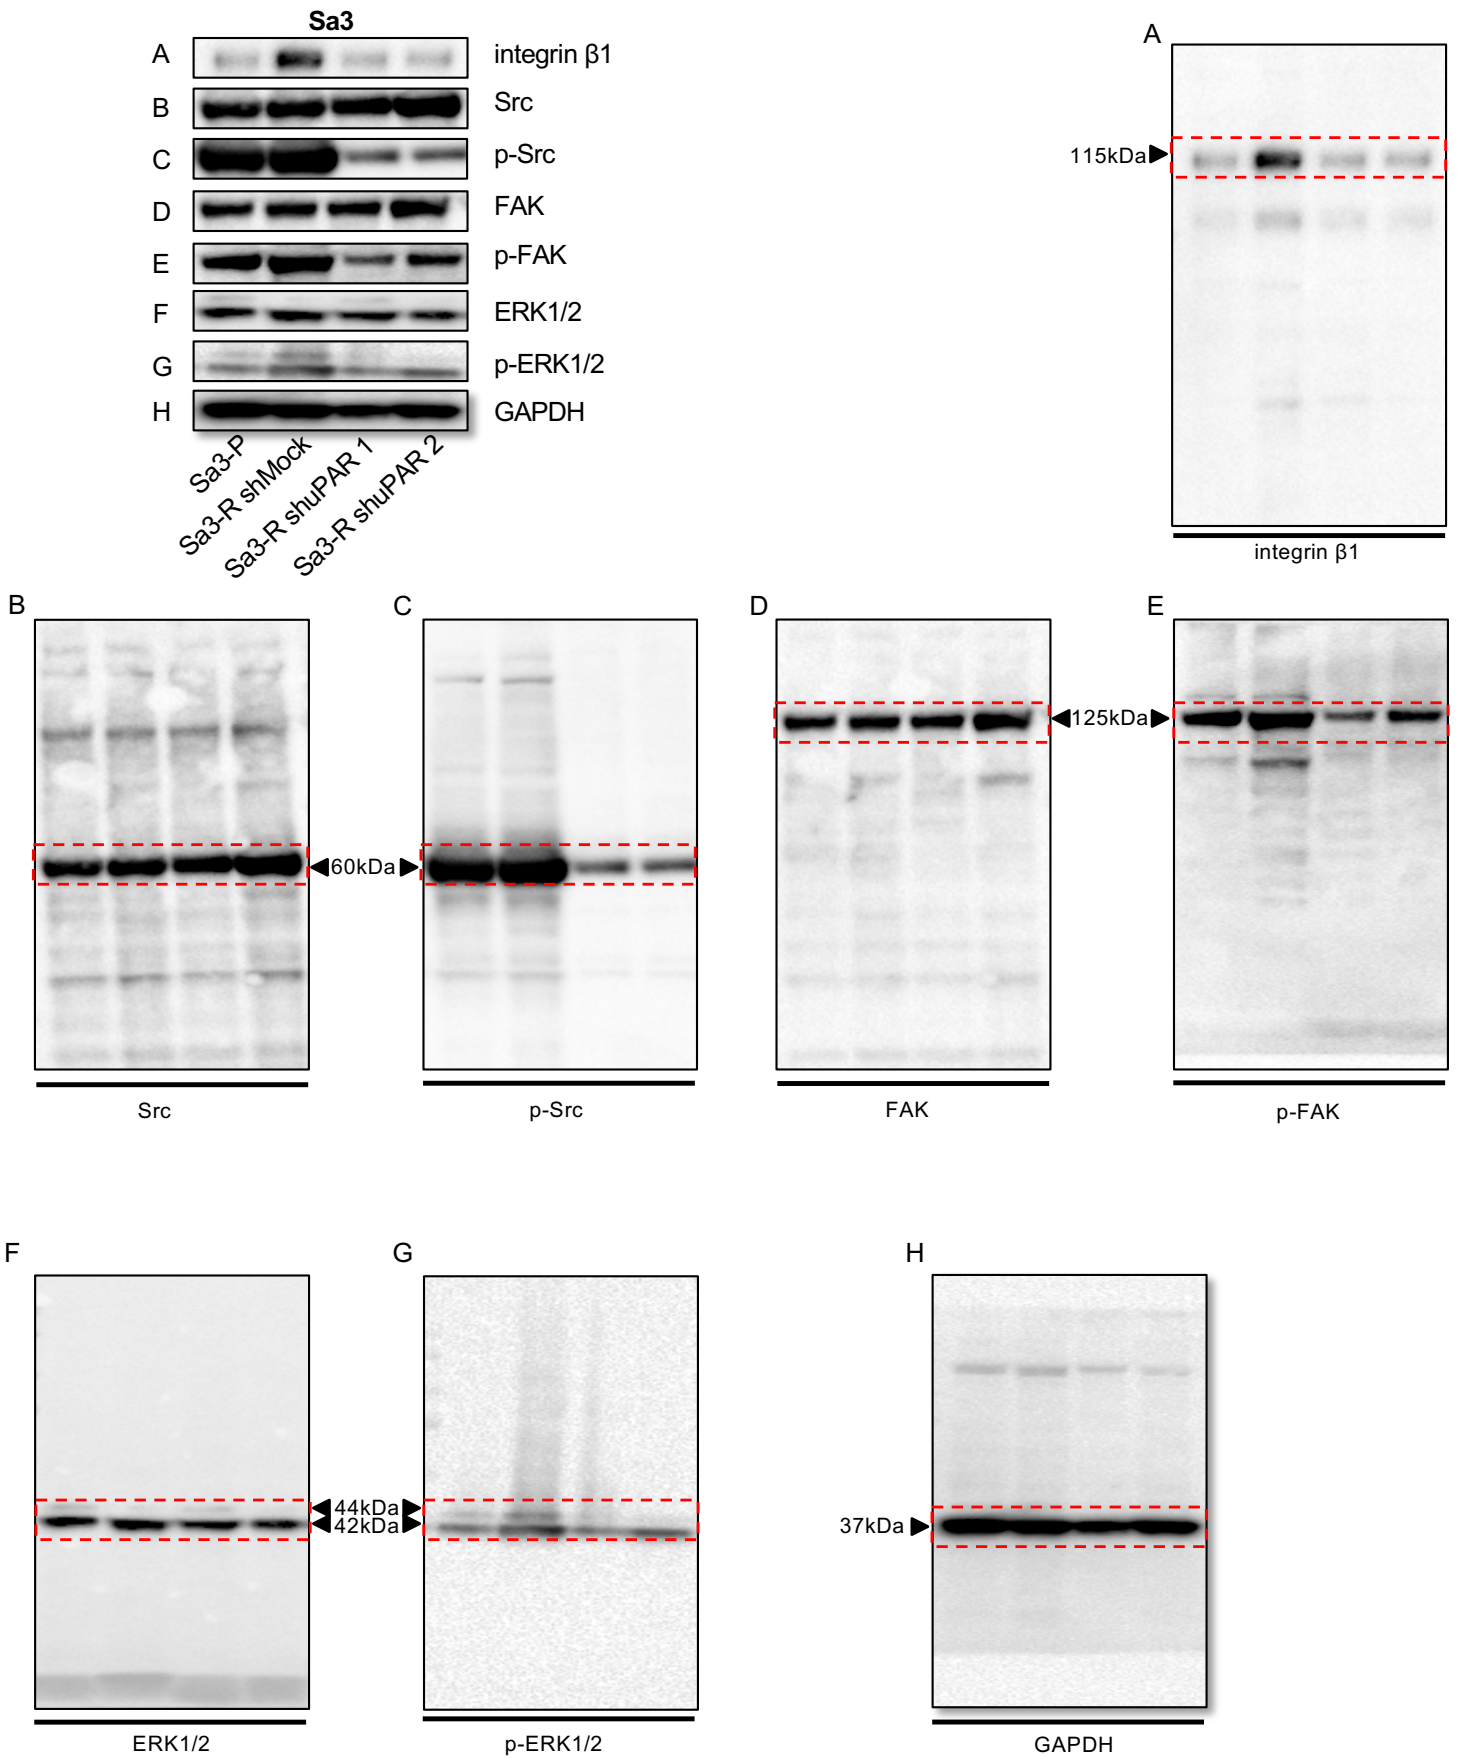 Sa3
A integrin β1
B Src
C p-Src
D FAK
E p-FAK
F ERK1/2
G p-ERK1/2
H GAPDH
Sa3-P
Sa3-R shMock
Sa3-R shuPAR 1
Sa3-R shuPAR 2
A
115kDa
integrin β1
B
C
D
E
60kDa
125kDa
Src
p-Src
FAK
p-FAK
F
G
H
44kDa
42kDa
37kDa
ERK1/2
p-ERK1/2
GAPDH